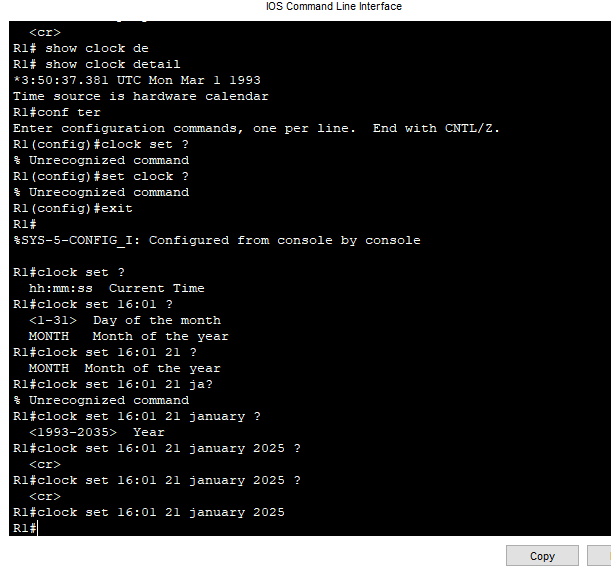 IOS Command Line Interface
<cr>
R1# show clock de
R1# show clock detail
*3:50:37.381 UTC Mon Mar 1 1993
Time source is hardware calendar
R1#conf ter
Enter configuration commands, one per line.  End with CNTL/Z.
R1(config)#clock set ?
% Unrecognized command
R1(config)#set clock ?
% Unrecognized command
R1(config)#exit
R1#
%SYS-5-CONFIG_I: Configured from console by console
R1#clock set ?
hh:mm:ss  Current Time
R1#clock set 16:01 ?
<1-31>  Day of the month
MONTH   Month of the year
R1#clock set 16:01 21 ?
MONTH  Month of the year
R1#clock set 16:01 21 ja?
% Unrecognized command
R1#clock set 16:01 21 january ?
<1993-2035>  Year
R1#clock set 16:01 21 january 2025 ?
<cr>
R1#clock set 16:01 21 january 2025 ?
<cr>
R1#clock set 16:01 21 january 2025
R1#
Copy